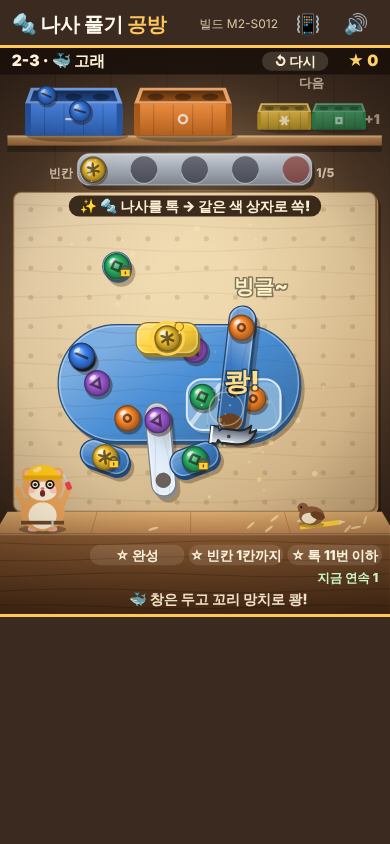 나사 풀기 공방
빌드 M2-S012
2-3 · 고래
다시
★ 0
다음
+1
빈칸
1/5
✨ 🔩 나사를 톡 → 같은 색 상자로 쏙!
빙글~
쾅!
☆ 완성
☆ 빈칸 1칸까지
☆ 톡 11번 이하
지금 연속 1
🐳 창은 두고 꼬리 망치로 쾅!